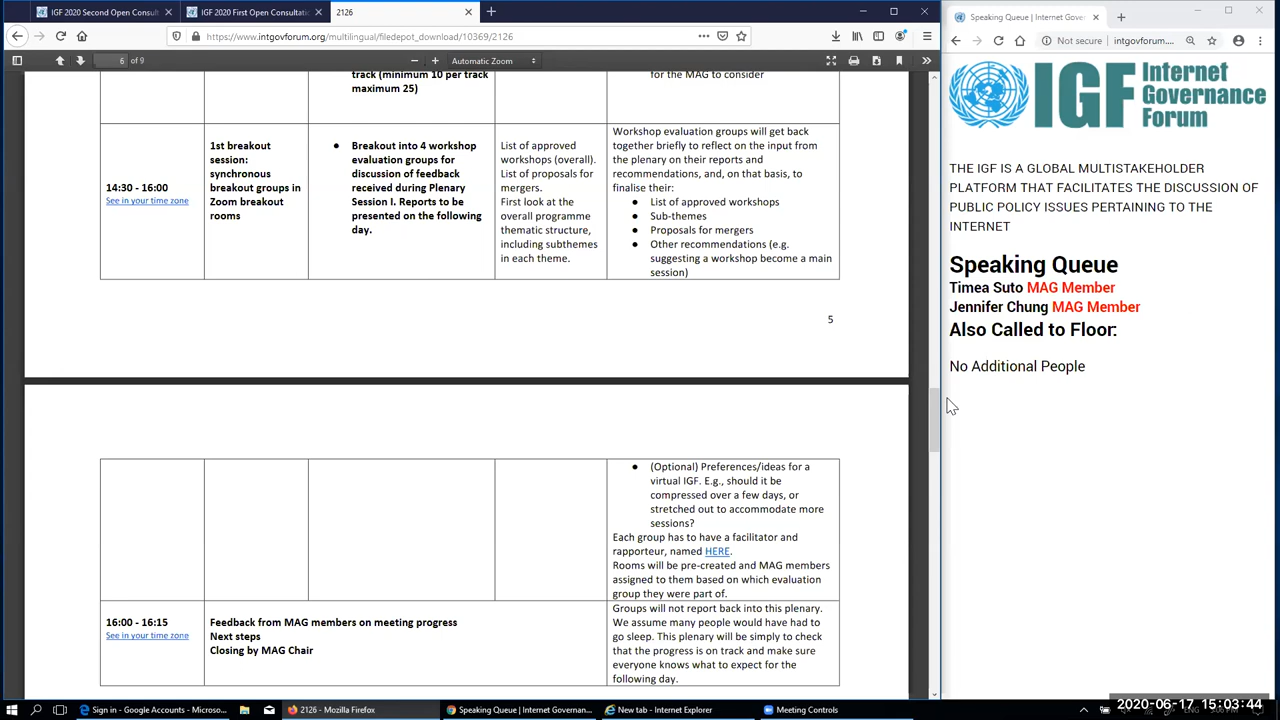 IGF 2020 Second Open Consult
IGF 2020 First Open Consultatio
2126
https://www.intgovforum.org/multilingual/filedepot_download/10369/2126
6 of 9
Automatic Zoom
track (minimum 10 per track
maximum 25)
for the MAG to consider
14:30 - 16:00
See in your time zone
1st breakout
session:
synchronous
breakout groups in
Zoom breakout
rooms
● Breakout into 4 workshop
evaluation groups for
discussion of feedback
received during Plenary
Session I. Reports to be
presented on the following
day.
List of approved
workshops (overall).
List of proposals for
mergers.
First look at the
overall programme
thematic structure,
including subthemes
in each theme.
Workshop evaluation groups will get back
together briefly to reflect on the input from
the plenary on their reports and
recommendations, and, on that basis, to
finalise their:
● List of approved workshops
● Sub-themes
● Proposals for mergers
● Other recommendations (e.g.
suggesting a workshop become a main
session)
5
● (Optional) Preferences/ideas for a
virtual IGF. E.g., should it be
compressed over a few days, or
stretched out to accommodate more
sessions?
Each group has to have a facilitator and
rapporteur, named HERE.
Rooms will be pre-created and MAG members
assigned to them based on which evaluation
group they were part of.
16:00 - 16:15
See in your time zone
Feedback from MAG members on meeting progress
Next steps
Closing by MAG Chair
Groups will not report back into this plenary.
We assume many people would have had to
go sleep. This plenary will be simply to check
that the progress is on track and make sure
everyone knows what to expect for the
following day.
Speaking Queue | Internet Gover
Not secure | intgovforum....
IGF Internet
Governance
Forum
THE IGF IS A GLOBAL MULTISTAKEHOLDER
PLATFORM THAT FACILITATES THE DISCUSSION OF
PUBLIC POLICY ISSUES PERTAINING TO THE
INTERNET
Speaking Queue
Timea Suto MAG Member
Jennifer Chung MAG Member
Also Called to Floor:
No Additional People
Sign in - Google Accounts - Microso...
2126 - Mozilla Firefox
Speaking Queue | Internet Governan...
New tab - Internet Explorer
Meeting Controls
2020-06-17 15:03:44